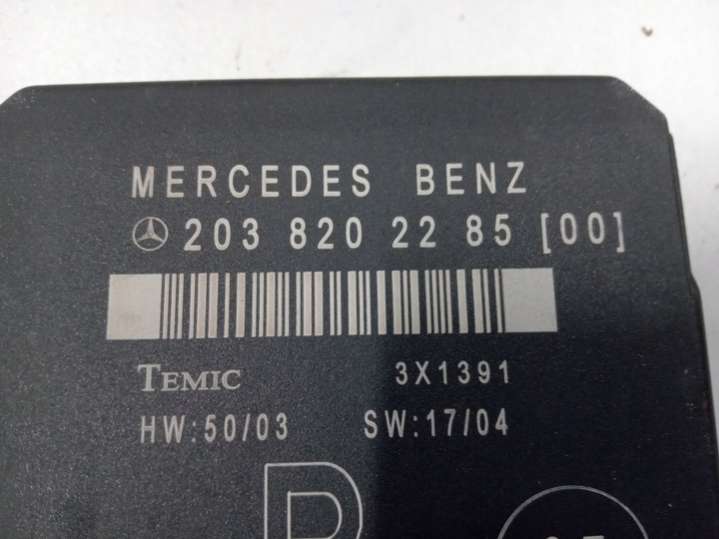 MERCEDES BENZ
203 820 22 85 [00]
TEMIC 3X1391
HW:50/03 SW:17/04